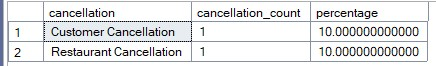 cancellation cancellation_count percentage
1 Customer Cancellation 1 10.000000000000
2 Restaurant Cancellation 1 10.000000000000